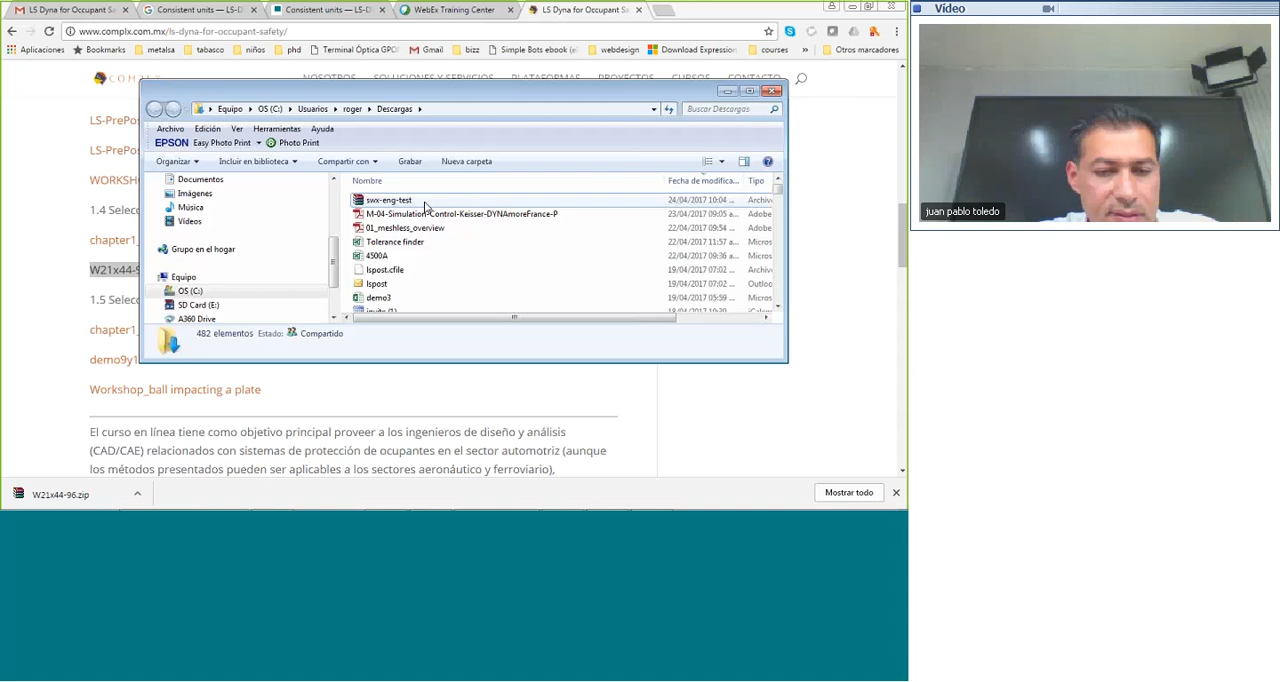 LS Dyna for Occupant Sa × Consistent units — LS-D × Consistent units — LS-D × WebEx Training Center × LS Dyna for Occupant S ×
www.complx.com.mx/ls-dyna-for-occupant-safety/
Aplicaciones Bookmarks metalsa tabasco niños phd Terminal Óptica GPO Gmail bizz Simple Bots ebook (e webdesign Download Expression courses » Otros marcadores
NOSOTROS SOLUCIONES Y SERVICIOS PLATAFORMAS PROYECTOS CURSOS CONTACTO
Equipo OS (C:) Usuarios roger Descargas Buscar Descargas
Archivo Edición Ver Herramientas Ayuda
EPSON Easy Photo Print Photo Print
Organizar Incluir en biblioteca Compartir con Grabar Nueva carpeta
Documentos
Imágenes
Música
Vídeos
Grupo en el hogar
Equipo
OS (C:)
SD Card (E:)
A360 Drive
Nombre Fecha de modifica... Tipo
swx-eng-test 24/04/2017 10:04 ... Archiv
M-04-Simulation-Control-Keisser-DYNAmoreFrance-P 23/04/2017 09:05 a... Adobe
01_meshless_overview 22/04/2017 09:54 ... Adobe
Tolerance finder 22/04/2017 11:57 a... Micros
4500A 22/04/2017 09:36 a... Micros
lspost.cfile 19/04/2017 07:02 ... Archiv
lspost 19/04/2017 07:02 ... Outloo
demo3 19/04/2017 05:59 ... Micros
482 elementos Estado: Compartido
LS-PrePos
LS-PrePos
WORKSH
1.4 Selec
chapter1_
W21x44-9
1.5 Selec
chapter1_
demo9y1
Workshop_ball impacting a plate
El curso en línea tiene como objetivo principal proveer a los ingenieros de diseño y análisis
(CAD/CAE) relacionados con sistemas de protección de ocupantes en el sector automotriz (aunque
los métodos presentados pueden ser aplicables a los sectores aeronáutico y ferroviario),
W21x44-96.zip Mostrar todo
Vídeo
juan pablo toledo